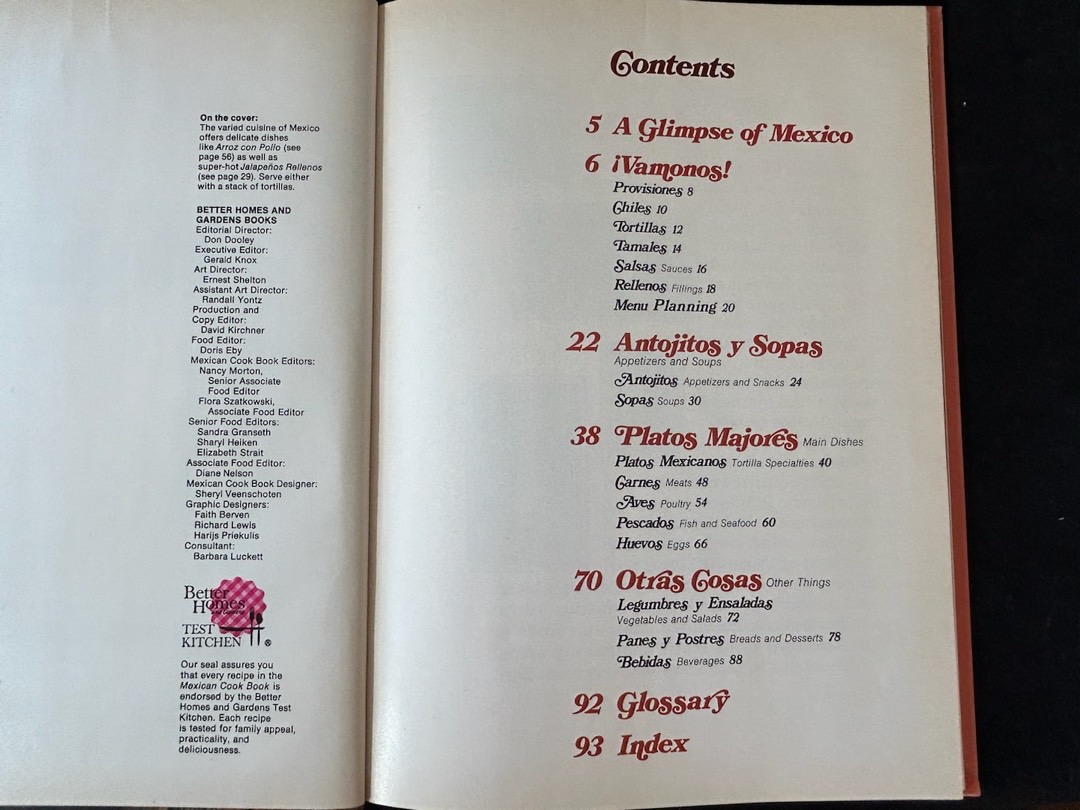 On the cover:
The varied cuisine of Mexico
offers delicate dishes
like Arroz con Pollo (see
page 56) as well as
super-hot Jalapeños Rellenos
(see page 29). Serve either
with a stack of tortillas.
BETTER HOMES AND
GARDENS BOOKS
Editorial Director:
Don Dooley
Executive Editor:
Gerald Knox
Art Director:
Ernest Shelton
Assistant Art Director:
Randall Yontz
Production and
Copy Editor:
David Kirchner
Food Editor:
Doris Eby
Mexican Cook Book Editors:
Nancy Morton,
Senior Associate
Food Editor
Flora Szatkowski,
Associate Food Editor
Senior Food Editors:
Sandra Granseth
Sharyl Heiken
Elizabeth Strait
Associate Food Editor:
Diane Nelson
Mexican Cook Book Designer:
Sheryl Veenschoten
Graphic Designers:
Faith Berven
Richard Lewis
Harijs Priekulis
Consultant:
Barbara Luckett
Better
Homes
and Gardens
TEST
KITCHEN ®
Our seal assures you
that every recipe in the
Mexican Cook Book is
endorsed by the Better
Homes and Gardens Test
Kitchen. Each recipe
is tested for family appeal,
practicality, and
deliciousness.
Contents
5 A Glimpse of Mexico
6 ¡Vamonos!
Provisiones 8
Chiles 10
Tortillas 12
Tamales 14
Salsas Sauces 16
Rellenos Fillings 18
Menu Planning 20
22 Antojitos y Sopas
Appetizers and Soups
Antojitos Appetizers and Snacks 24
Sopas Soups 30
38 Platos Majores Main Dishes
Platos Mexicanos Tortilla Specialties 40
Carnes Meats 48
Aves Poultry 54
Pescados Fish and Seafood 60
Huevos Eggs 66
70 Otras Cosas Other Things
Legumbres y Ensaladas
Vegetables and Salads 72
Panes y Postres Breads and Desserts 78
Bebidas Beverages 88
92 Glossary
93 Index